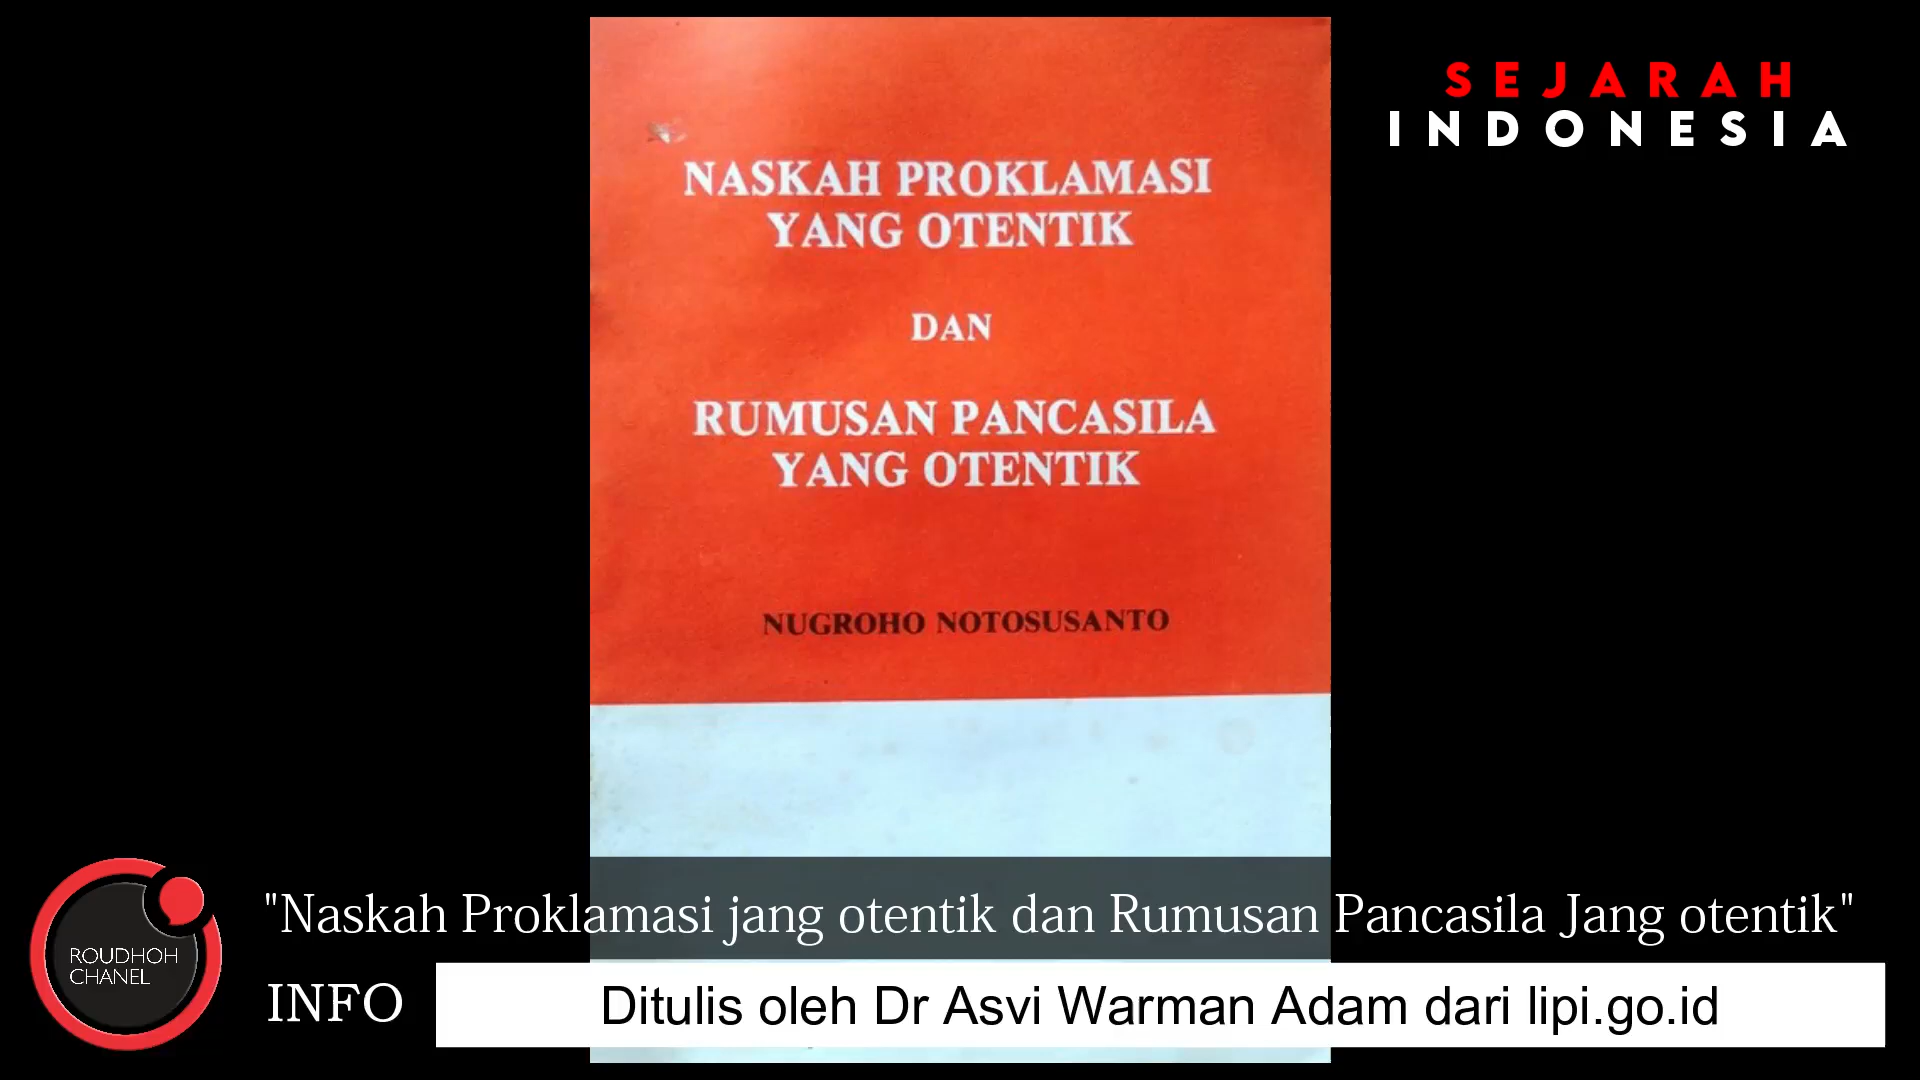 SEJARAH
INDONESIA
NASKAH PROKLAMASI
YANG OTENTIK
DAN
RUMUSAN PANCASILA
YANG OTENTIK
NUGROHO NOTOSUSANTO
"Naskah Proklamasi jang otentik dan Rumusan Pancasila Jang otentik"
ROUDHOH
CHANEL
INFO
Ditulis oleh Dr Asvi Warman Adam dari lipi.go.id